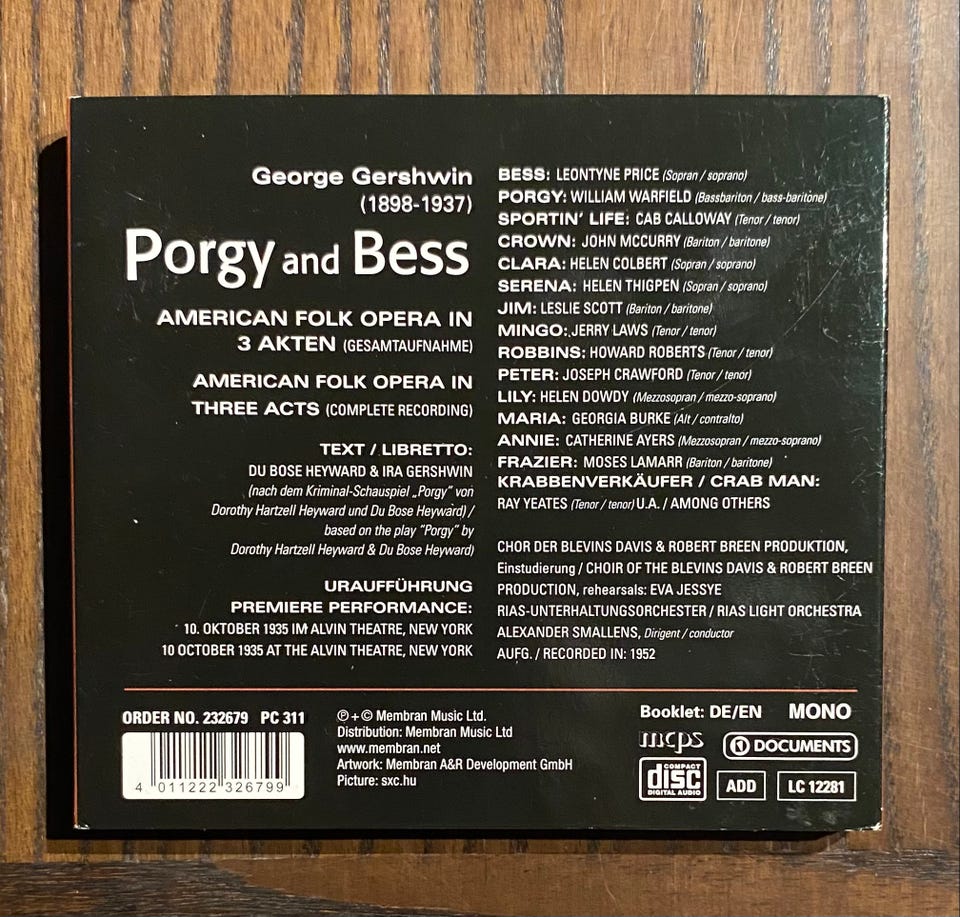 George Gershwin
(1898-1937)
Porgy and Bess
AMERICAN FOLK OPERA IN
3 AKTEN (GESAMTAUFNAHME)
AMERICAN FOLK OPERA IN
THREE ACTS (COMPLETE RECORDING)
TEXT / LIBRETTO:
DU BOSE HEYWARD & IRA GERSHWIN
(nach dem Kriminal-Schauspiel „Porgy" von
Dorothy Hartzell Heyward und Du Bose Heyward) /
based on the play "Porgy" by
Dorothy Hartzell Heyward & Du Bose Heyward)
URAUFFÜHRUNG
PREMIERE PERFORMANCE:
10. OKTOBER 1935 IM ALVIN THEATRE, NEW YORK
10 OCTOBER 1935 AT THE ALVIN THEATRE, NEW YORK
BESS: LEONTYNE PRICE (Sopran / soprano)
PORGY: WILLIAM WARFIELD (Bassbariton / bass-baritone)
SPORTIN' LIFE: CAB CALLOWAY (Tenor / tenor)
CROWN: JOHN MCCURRY (Bariton / baritone)
CLARA: HELEN COLBERT (Sopran / soprano)
SERENA: HELEN THIGPEN (Sopran / soprano)
JIM: LESLIE SCOTT (Bariton / baritone)
MINGO: JERRY LAWS (Tenor / tenor)
ROBBINS: HOWARD ROBERTS (Tenor / tenor)
PETER: JOSEPH CRAWFORD (Tenor / tenor)
LILY: HELEN DOWDY (Mezzosopran / mezzo-soprano)
MARIA: GEORGIA BURKE (Alt / contralto)
ANNIE: CATHERINE AYERS (Mezzosopran / mezzo-soprano)
FRAZIER: MOSES LAMARR (Bariton / baritone)
KRABBENVERKÄUFER / CRAB MAN:
RAY YEATES (Tenor / tenor) U.A. / AMONG OTHERS
CHOR DER BLEVINS DAVIS & ROBERT BREEN PRODUKTION,
Einstudierung / CHOIR OF THE BLEVINS DAVIS & ROBERT BREEN
PRODUCTION, rehearsals: EVA JESSYE
RIAS-UNTERHALTUNGSORCHESTER / RIAS LIGHT ORCHESTRA
ALEXANDER SMALLENS, Dirigent / conductor
AUFG. / RECORDED IN: 1952
ORDER NO. 232679 PC 311
4 011222 326799
℗ + © Membran Music Ltd.
Distribution: Membran Music Ltd
www.membran.net
Artwork: Membran A&R Development GmbH
Picture: sxc.hu
Booklet: DE/EN MONO
mcps DOCUMENTS
COMPACT
disc
DIGITAL AUDIO
ADD
LC 12281